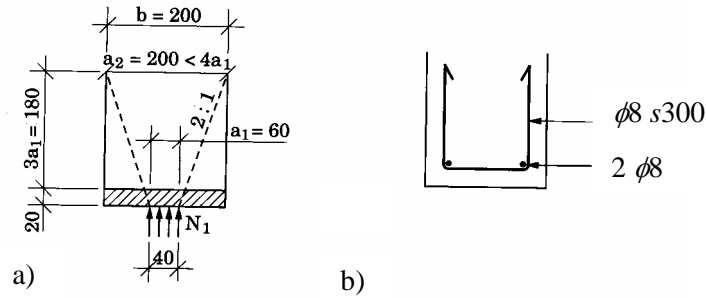 b = 200
a₂ = 200 < 4a₁
3a₁ = 180
2 : 1
a₁ = 60
20
N₁
40
a)
b)
ϕ8 s300
2 ϕ8